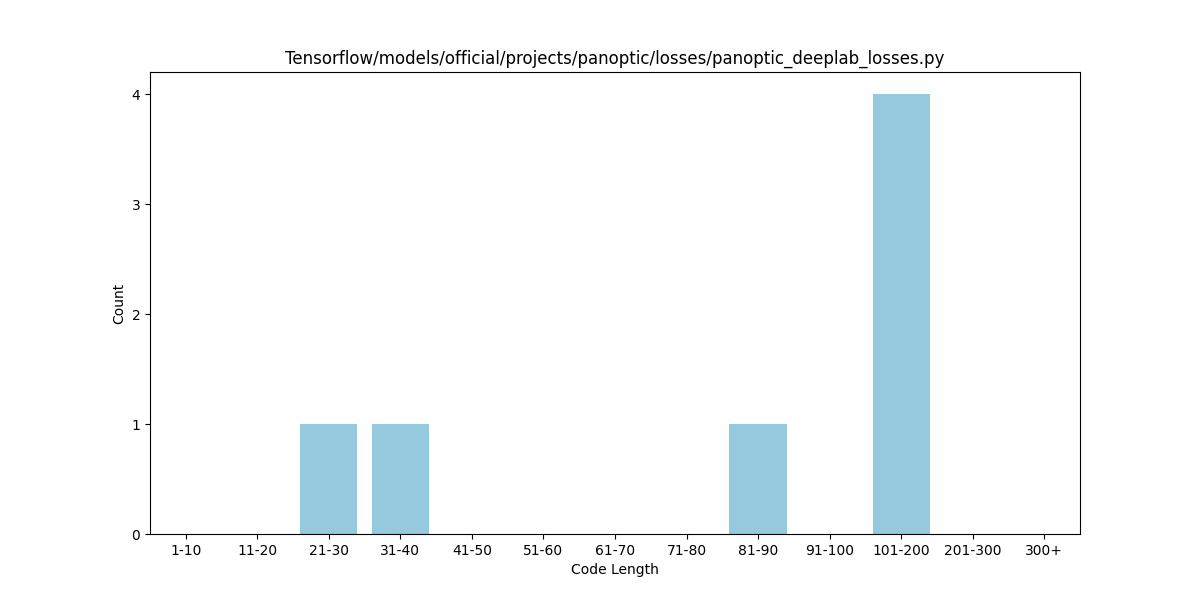 Tensorflow/models/official/projects/panoptic/losses/panoptic_deeplab_losses.py
4
3
2
1
0
Count
1-10 11-20 21-30 31-40 41-50 51-60 61-70 71-80 81-90 91-100 101-200 201-300 300+
Code Length